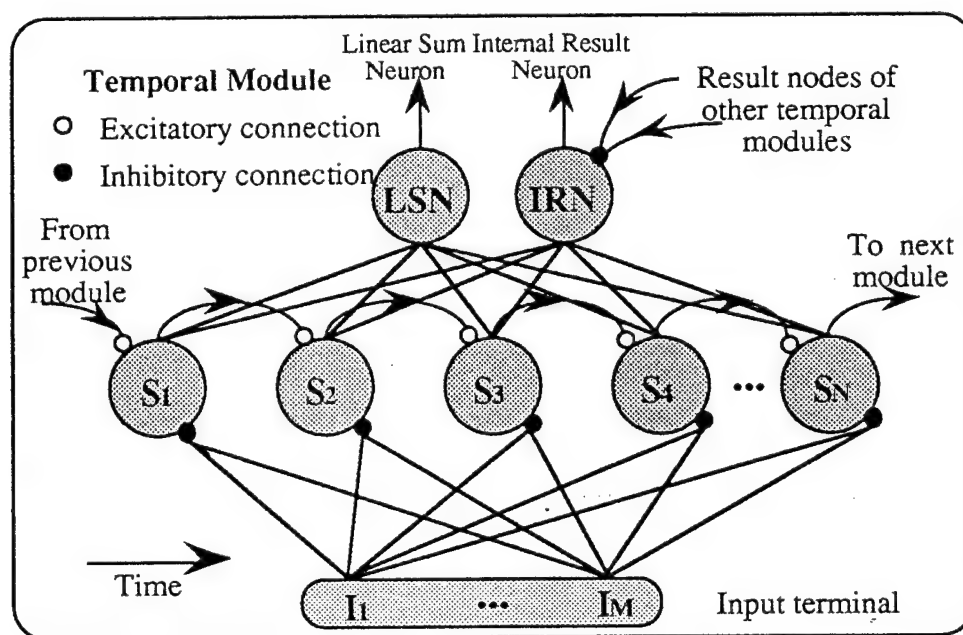 Linear Sum Internal Result
Neuron Neuron
Temporal Module
Excitatory connection
Inhibitory connection
Result nodes of
other temporal
modules
LSN IRN
From
previous
module
To next
module
S1 S2 S3 S4 ... SN
Time
I1 ... IM
Input terminal